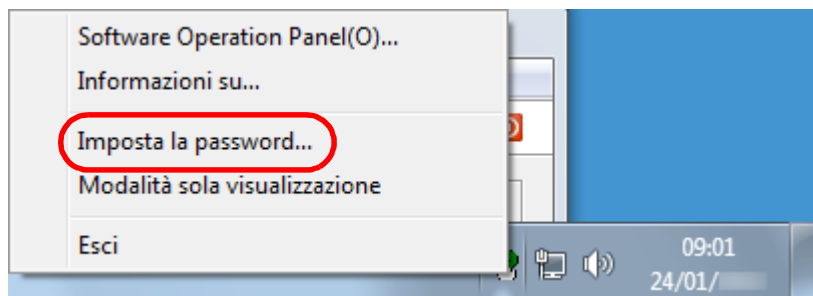 Software Operation Panel(O)...
Informazioni su...
Imposta la password...
Modalità sola visualizzazione
Esci
09:01
24/01/